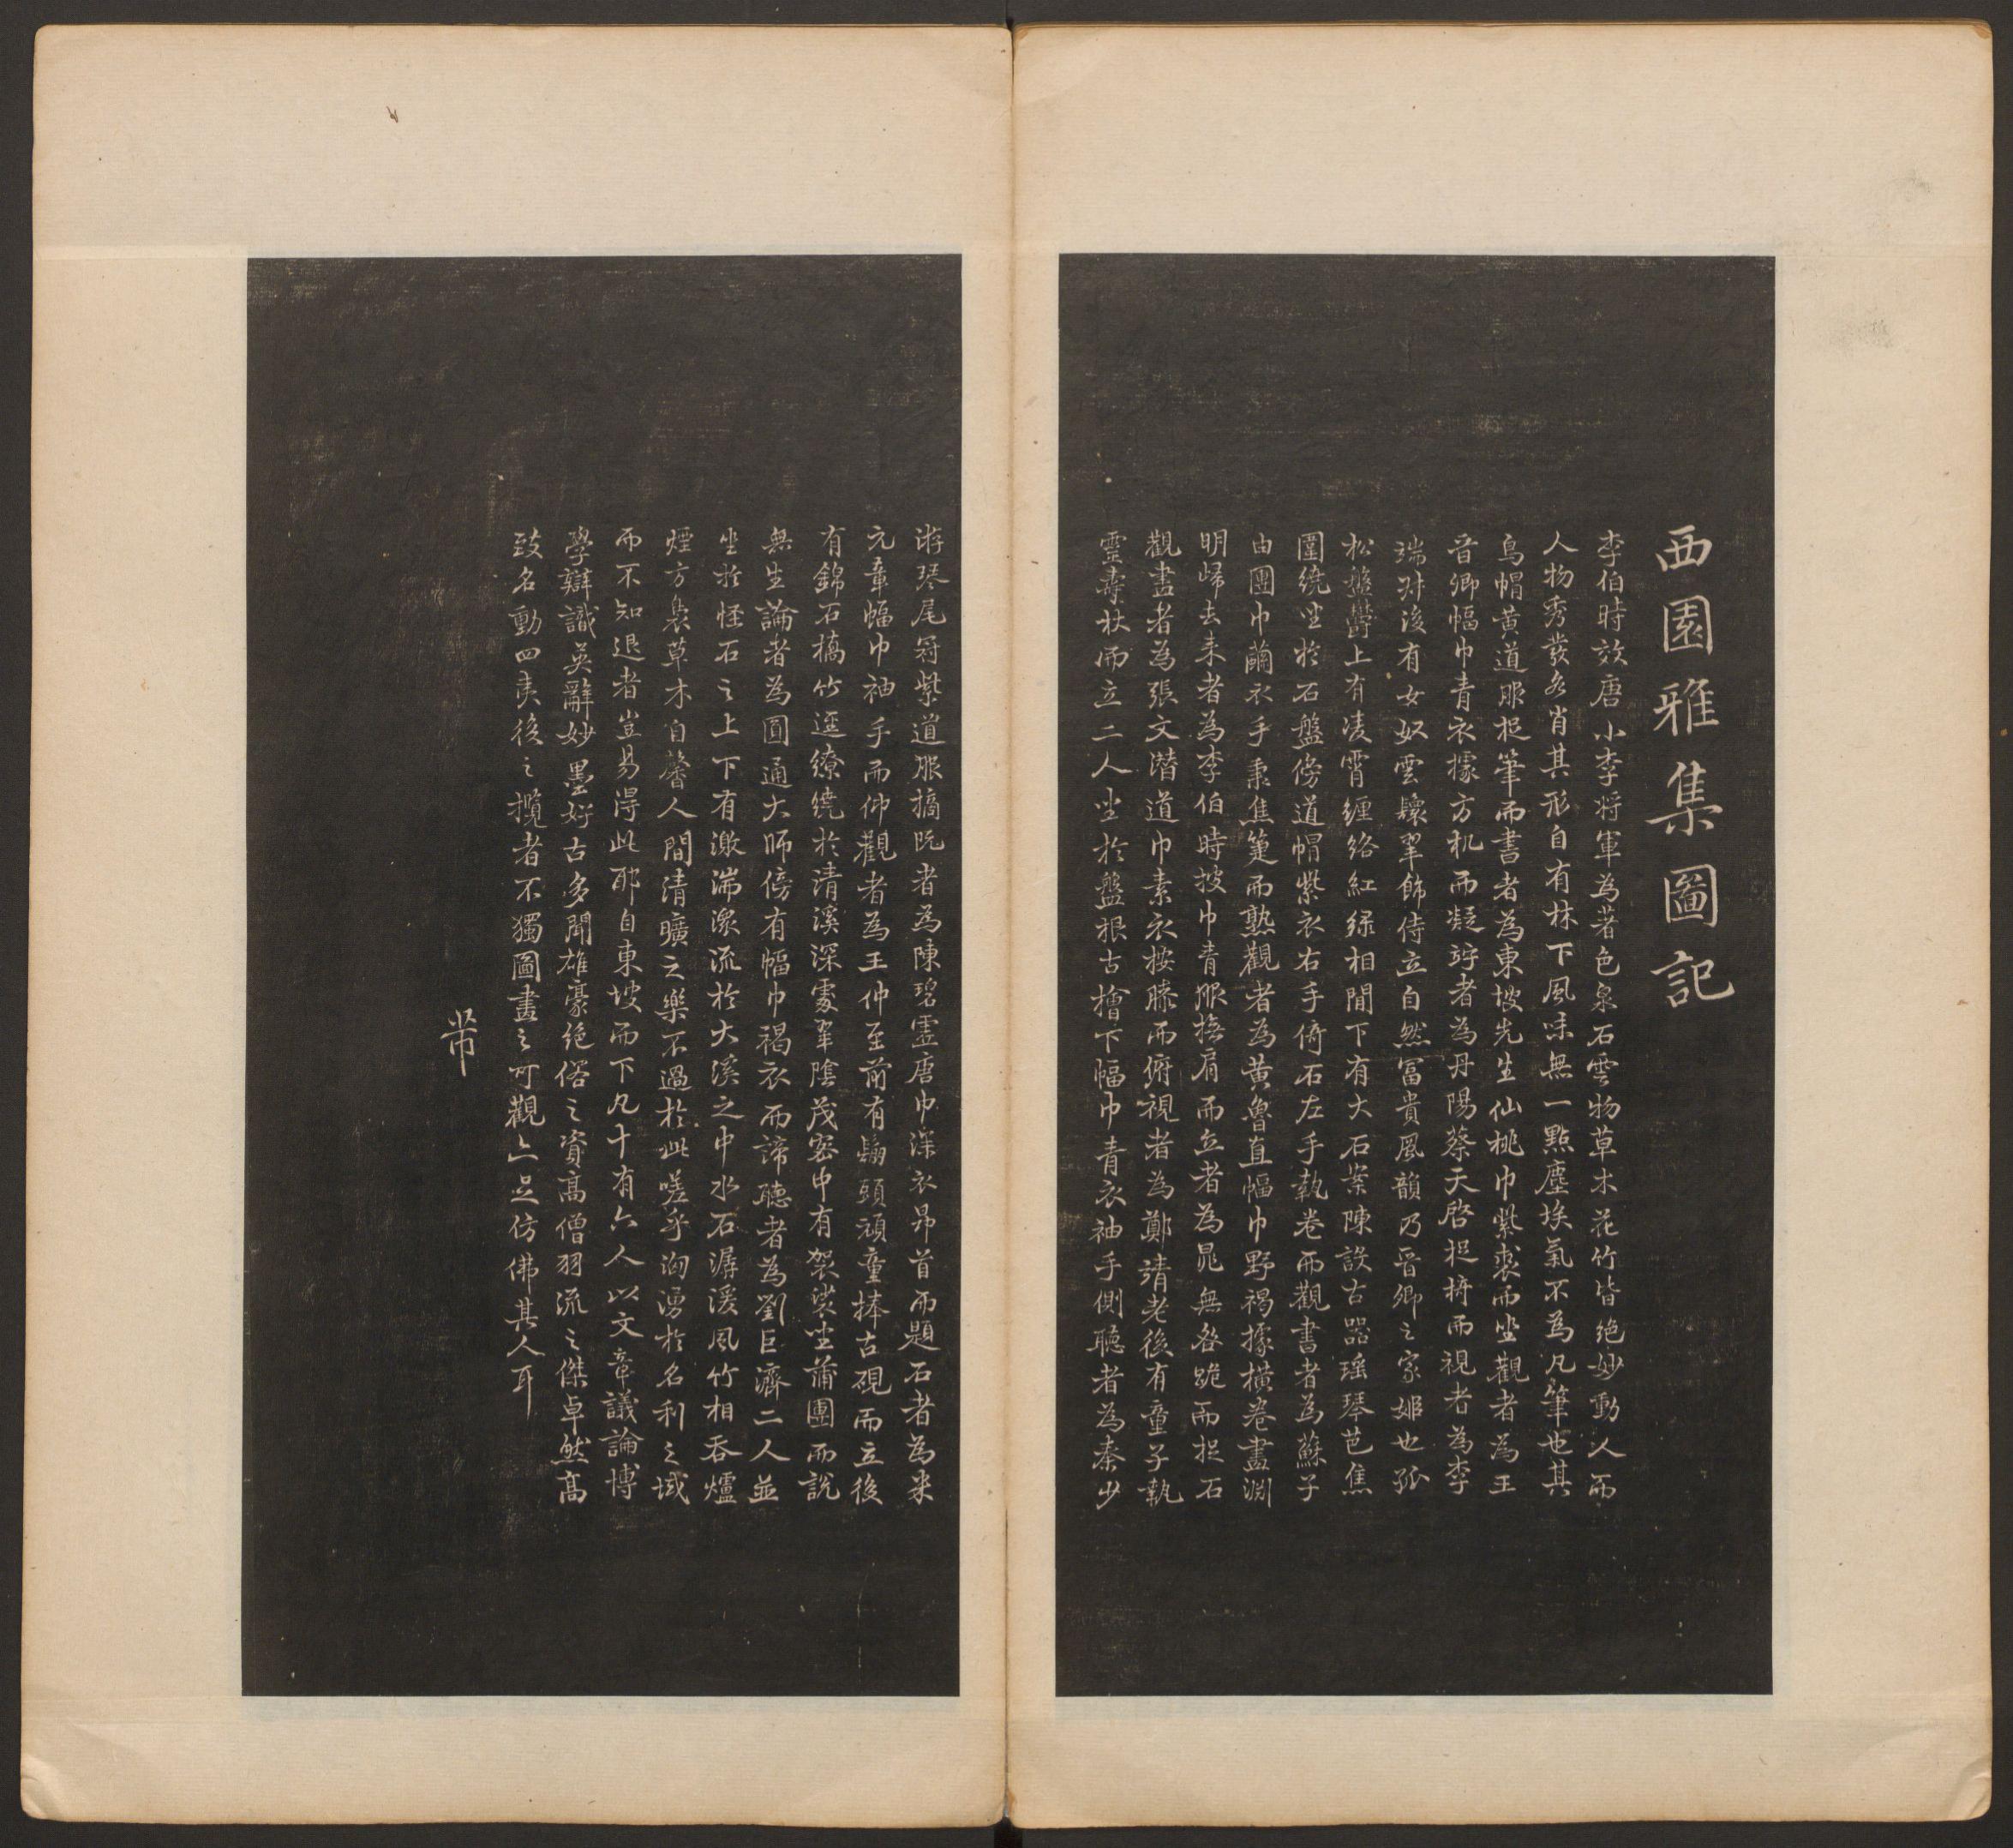 西園雅集圖記
李伯時效唐小李将軍為著色泉石雲物草木花竹皆绝妙動人而
人物秀發各肖其形自有林下風味無一點塵埃氣不為凡筆也其
烏帽黄道服捉筆而書者為東坡先生仙桃巾紫裘而坐觀者為王
晉卿幅巾青衣據方机而凝竚者為丹陽蔡天啓捉椅而視者為李
端叔後有女奴雲鬟翠飾侍立自然富貴風韻乃晉卿之家姬也孤
松盤欝上有凌霄纏絡紅緑相間下有大石案陳設古器瑶琴芭焦
圍繞坐於石盤傍道帽紫衣右手倚石左手執卷而觀書者為蘇子
由團巾繭衣手秉焦箑而熟觀者為黄魯直幅巾野褐據横卷畫淵
明歸去来者為李伯時披巾青服撫肩而立者為晁無咎跪而捉石
觀畫者為張文潛道巾素衣按膝而俯視者為鄭靖老後有童子執
雲壽杖而立二人坐於盤根古檜下幅巾青衣袖手側聽者為秦少
游琴尾冠紫道服摘阮者為陳碧虛唐巾深衣昂首而題石者為米
元章幅巾袖手而仰觀者為王仲至前有鬅頭頑童捧古硯而立後
有錦石橋竹逕繚繞於清溪深處翠陰茂密中有袈裟坐蒲團而說
無生論者為圓通大師傍有幅巾褐衣而諦聽者為劉巨濟二人並
坐於怪石之上下有激湍潨流於大溪之中水石潺湲風竹相吞爐
煙方裊草木自馨人間清曠之樂不過於此嗟乎洶湧於名利之域
而不知退者豈易得此耶自東坡而下凡十有六人以文章議論博
學辯識英辭妙墨好古多聞雄豪绝俗之資高僧羽流之傑卓然高
致名動四夷後之攬者不獨圖畫之可觀亦足仿佛其人耳
芾